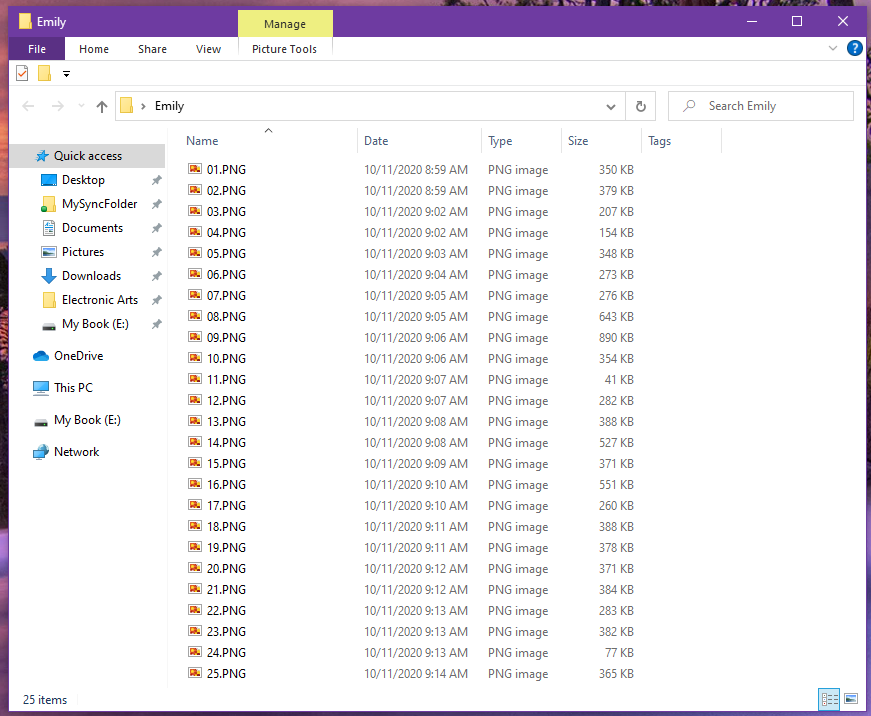 Emily
Manage
File Home Share View Picture Tools
?
Emily
Search Emily
Name Date Type Size Tags
Quick access
Desktop
MySyncFolder
Documents
Pictures
Downloads
Electronic Arts
My Book (E:)
OneDrive
This PC
My Book (E:)
Network
01.PNG 10/11/2020 8:59 AM PNG image 350 KB
02.PNG 10/11/2020 8:59 AM PNG image 379 KB
03.PNG 10/11/2020 9:02 AM PNG image 207 KB
04.PNG 10/11/2020 9:02 AM PNG image 154 KB
05.PNG 10/11/2020 9:03 AM PNG image 348 KB
06.PNG 10/11/2020 9:04 AM PNG image 273 KB
07.PNG 10/11/2020 9:05 AM PNG image 276 KB
08.PNG 10/11/2020 9:05 AM PNG image 643 KB
09.PNG 10/11/2020 9:06 AM PNG image 890 KB
10.PNG 10/11/2020 9:06 AM PNG image 354 KB
11.PNG 10/11/2020 9:07 AM PNG image 41 KB
12.PNG 10/11/2020 9:07 AM PNG image 282 KB
13.PNG 10/11/2020 9:08 AM PNG image 388 KB
14.PNG 10/11/2020 9:08 AM PNG image 527 KB
15.PNG 10/11/2020 9:09 AM PNG image 371 KB
16.PNG 10/11/2020 9:10 AM PNG image 551 KB
17.PNG 10/11/2020 9:10 AM PNG image 260 KB
18.PNG 10/11/2020 9:11 AM PNG image 388 KB
19.PNG 10/11/2020 9:11 AM PNG image 378 KB
20.PNG 10/11/2020 9:12 AM PNG image 371 KB
21.PNG 10/11/2020 9:12 AM PNG image 384 KB
22.PNG 10/11/2020 9:13 AM PNG image 283 KB
23.PNG 10/11/2020 9:13 AM PNG image 382 KB
24.PNG 10/11/2020 9:13 AM PNG image 77 KB
25.PNG 10/11/2020 9:14 AM PNG image 365 KB
25 items